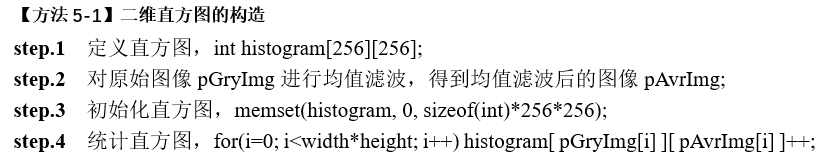 【方法 5-1】二维直方图的构造
step.1 定义直方图，int histogram[256][256];
step.2 对原始图像 pGryImg 进行均值滤波，得到均值滤波后的图像 pAvrImg;
step.3 初始化直方图，memset(histogram, 0, sizeof(int)*256*256);
step.4 统计直方图，for(i=0; i<width*height; i++) histogram[ pGryImg[i] ][ pAvrImg[i] ]++;